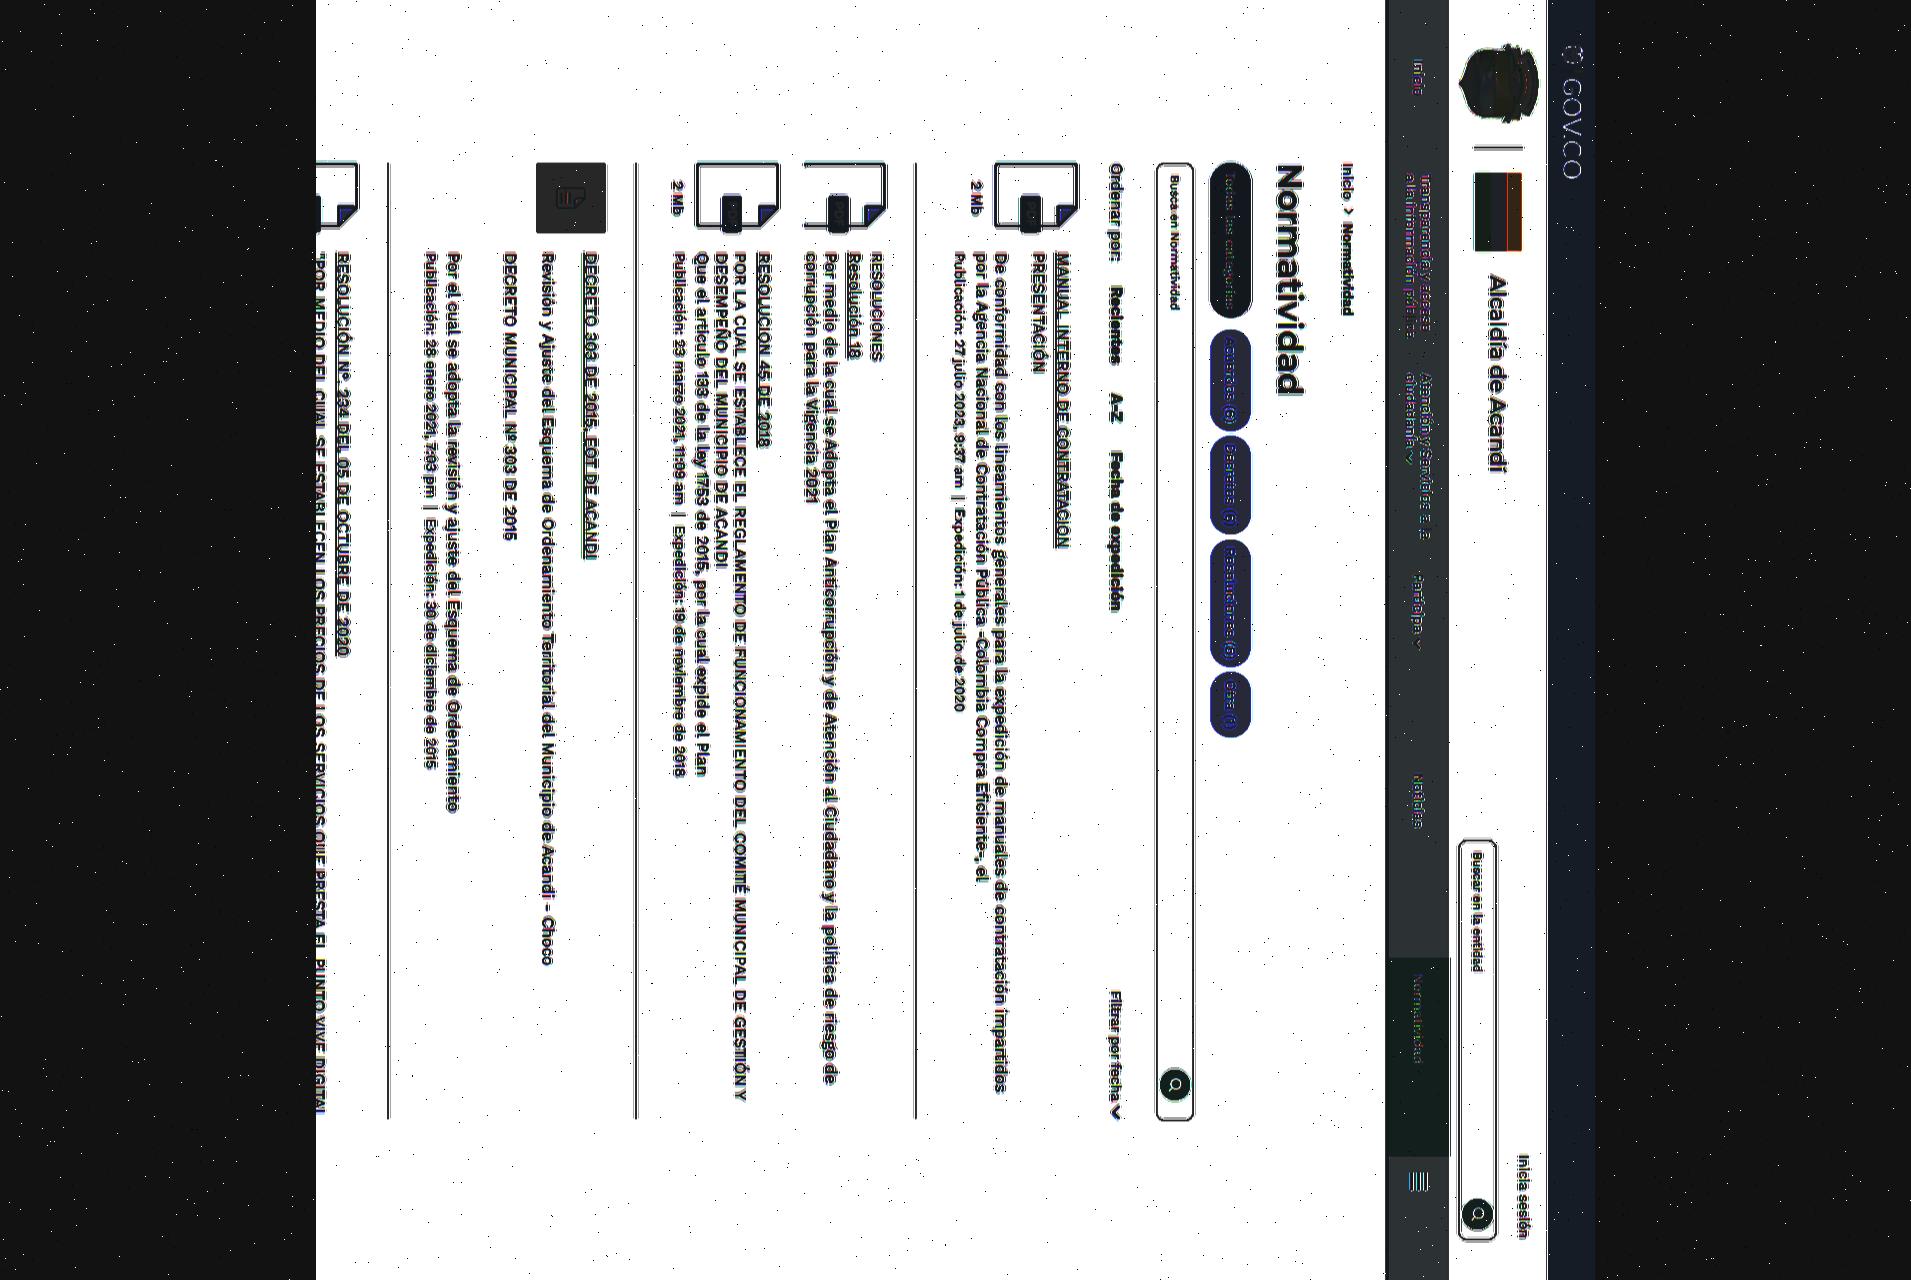 GOV.CO
Alcaldía de Acandí
Buscar en la entidad
Inicia sesión
Inicio
Transparencia y acceso a la información pública
Atención y Servicios a la ciudadanía
Participa
Noticias
Normatividad
Inicio > Normatividad
Normatividad
Todas las categorías
Busca en Normatividad
Ordenar por: Recientes A-Z Fecha de expedición Filtrar por fecha
MANUAL INTERNO DE CONTRATACION
PRESENTACIÓN
De conformidad con los lineamientos generales para la expedición de manuales de contratación impartidos
por la Agencia Nacional de Contratación Pública -Colombia Compra Eficiente-, el
2 Mb
Publicación: 27 julio 2023, 9:37 am | Expedición: 1 de julio de 2020
RESOLUCIONES
Resolución 18
Por medio de la cual se Adopta el Plan Anticorrupción y de Atención al Ciudadano y la política de riesgo de
corrupción para la Vigencia 2021
RESOLUCION 45 DE 2018
POR LA CUAL SE ESTABLECE EL REGLAMENTO DE FUNCIONAMIENTO DEL COMITÉ MUNICIPAL DE GESTIÓN Y
DESEMPEÑO DEL MUNICIPIO DE ACANDI
Que el artículo 133 de la ley 1753 de 2015, por la cual expide el Plan
2 Mb
Publicación: 23 marzo 2021, 11:09 am | Expedición: 19 de noviembre de 2018
DECRETO 303 DE 2015, EOT DE ACANDI
Revisión y Ajuste del Esquema de Ordenamiento Territorial del Municipio de Acandí - Choco
DECRETO MUNICIPAL Nº 303 DE 2015
Por el cual se adopta la revisión y ajuste del Esquema de Ordenamiento
Publicación: 28 enero 2021, 7:03 pm | Expedición: 30 de diciembre de 2015
RESOLUCIÓN Nº. 234 DEL 05 DE OCTUBRE DE 2020
"POR MEDIO DEL CUAL SE ESTABLECEN LOS PRECIOS DE LOS SERVICIOS QUE PRESTA EL PUNTO VIVE DIGITAL